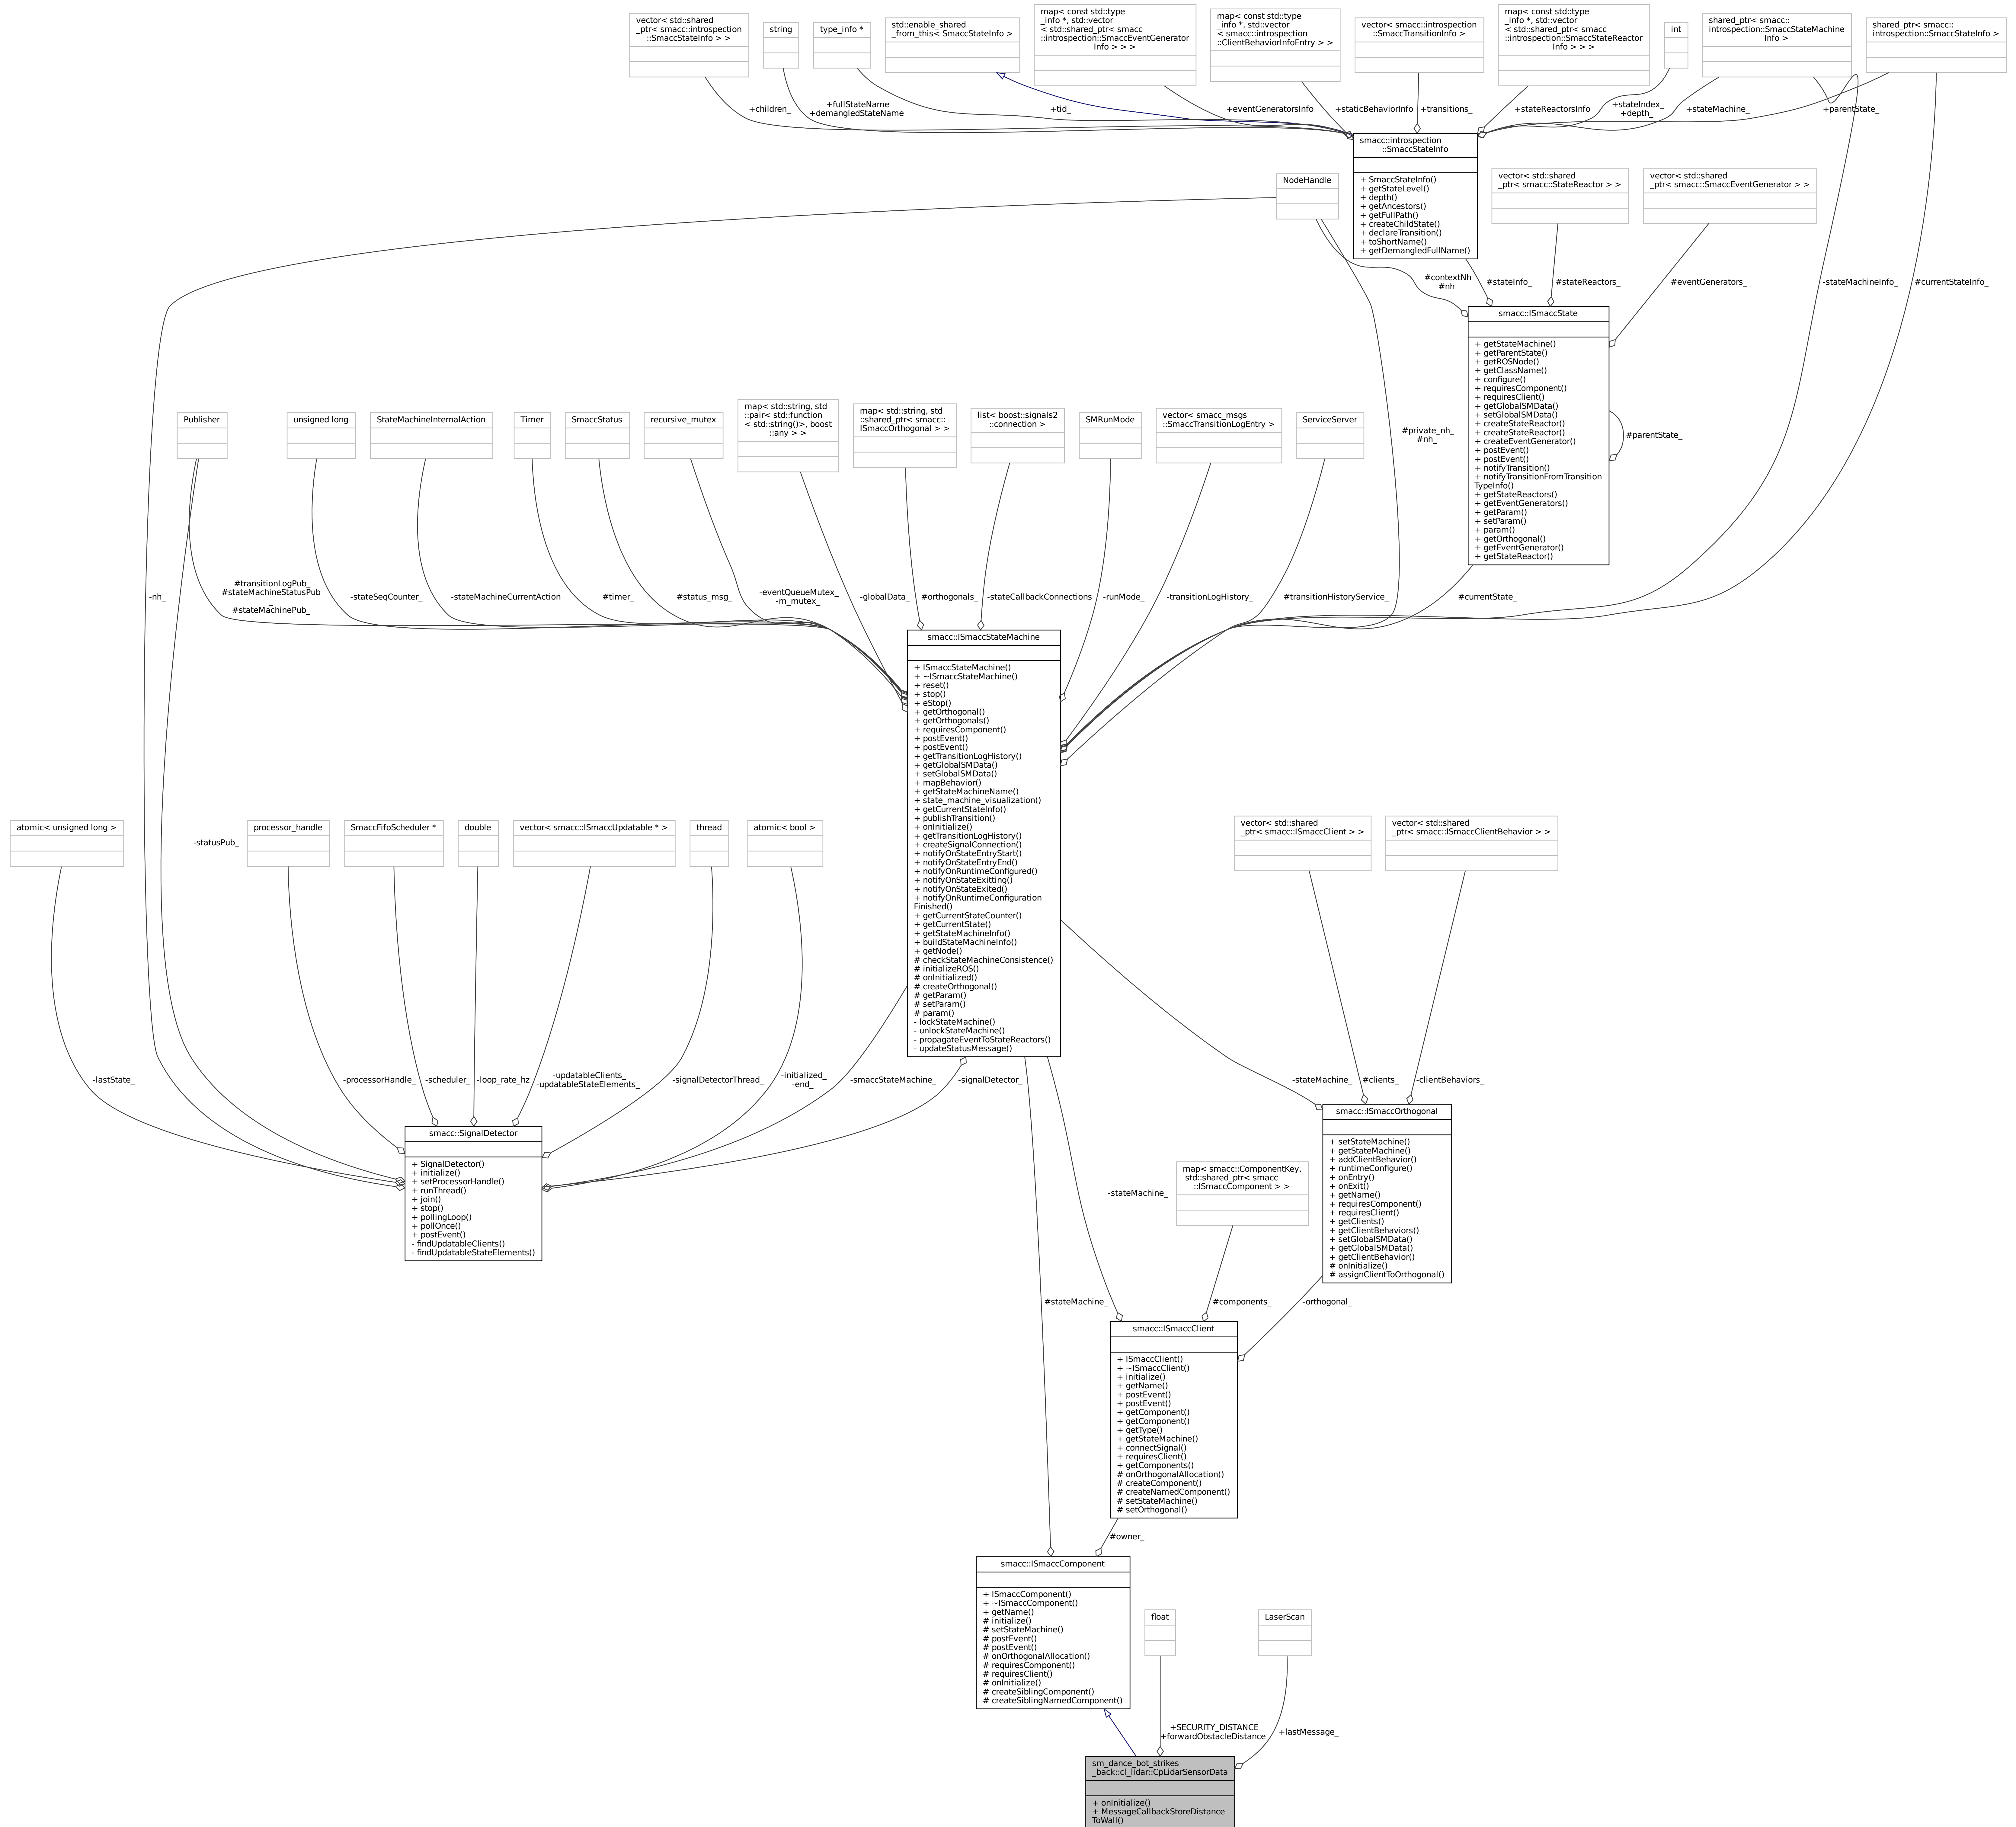 vector< std::shared
_ptr< smacc::introspection
::SmaccStateInfo > >
string
type_info *
std::enable_shared
_from_this< SmaccStateInfo >
map< const std::type
_info *, std::vector
< std::shared_ptr< smacc
::introspection::SmaccEventGenerator
Info > > >
map< const std::type
_info *, std::vector
< smacc::introspection
::ClientBehaviorInfoEntry > >
vector< smacc::introspection
::SmaccTransitionInfo >
map< const std::type
_info *, std::vector
< std::shared_ptr< smacc
::introspection::SmaccStateReactor
Info > > >
int
shared_ptr< smacc::
introspection::SmaccStateMachine
Info >
shared_ptr< smacc::
introspection::SmaccStateInfo >
+children_
+fullStateName
+demangledStateName
+tid_
+eventGeneratorsInfo
+staticBehaviorInfo
+transitions_
+stateReactorsInfo
+stateIndex_
+depth_
+stateMachine_
+parentState_
smacc::introspection
::SmaccStateInfo
+ SmaccStateInfo()
+ getStateLevel()
+ depth()
+ getAncestors()
+ getFullPath()
+ createChildState()
+ declareTransition()
+ toShortName()
+ getDemangledFullName()
NodeHandle
vector< std::shared
_ptr< smacc::StateReactor > >
vector< std::shared
_ptr< smacc::SmaccEventGenerator > >
#contextNh
#nh
#stateInfo_
#stateReactors_
#eventGenerators_
-stateMachineInfo_
#currentStateInfo_
smacc::ISmaccState
+ getStateMachine()
+ getParentState()
+ getROSNode()
+ getClassName()
+ configure()
+ requiresComponent()
+ requiresClient()
+ getGlobalSMData()
+ setGlobalSMData()
+ createStateReactor()
+ createStateReactor()
+ createEventGenerator()
+ postEvent()
+ postEvent()
+ notifyTransition()
+ notifyTransitionFromTransition
TypeInfo()
+ getStateReactors()
+ getEventGenerators()
+ getParam()
+ setParam()
+ param()
+ getOrthogonal()
+ getEventGenerator()
+ getStateReactor()
#parentState_
Publisher
unsigned long
StateMachineInternalAction
Timer
SmaccStatus
recursive_mutex
map< std::string, std
::pair< std::function
< std::string()>, boost
::any > >
map< std::string, std
::shared_ptr< smacc::
ISmaccOrthogonal > >
list< boost::signals2
::connection >
SMRunMode
vector< smacc_msgs
::SmaccTransitionLogEntry >
ServiceServer
#private_nh_
#nh_
-nh_
#transitionLogPub_
#stateMachineStatusPub
_
#stateMachinePub_
-stateSeqCounter_
-stateMachineCurrentAction
#timer_
#status_msg_
-eventQueueMutex_
-m_mutex_
-globalData_
#orthogonals_
-stateCallbackConnections
-runMode_
-transitionLogHistory_
#transitionHistoryService_
#currentState_
smacc::ISmaccStateMachine
+ ISmaccStateMachine()
+ ~ISmaccStateMachine()
+ reset()
+ stop()
+ eStop()
+ getOrthogonal()
+ getOrthogonals()
+ requiresComponent()
+ postEvent()
+ postEvent()
+ getTransitionLogHistory()
+ getGlobalSMData()
+ setGlobalSMData()
+ mapBehavior()
+ getStateMachineName()
+ state_machine_visualization()
+ getCurrentStateInfo()
+ publishTransition()
+ onInitialize()
+ getTransitionLogHistory()
+ createSignalConnection()
+ notifyOnStateEntryStart()
+ notifyOnStateEntryEnd()
+ notifyOnRuntimeConfigured()
+ notifyOnStateExitting()
+ notifyOnStateExited()
+ notifyOnRuntimeConfiguration
Finished()
+ getCurrentStateCounter()
+ getCurrentState()
+ getStateMachineInfo()
+ buildStateMachineInfo()
+ getNode()
# checkStateMachineConsistence()
# initializeROS()
# onInitialized()
# createOrthogonal()
# getParam()
# setParam()
# param()
- lockStateMachine()
- unlockStateMachine()
- propagateEventToStateReactors()
- updateStatusMessage()
atomic< unsigned long >
-statusPub_
processor_handle
SmaccFifoScheduler *
double
vector< smacc::ISmaccUpdatable * >
thread
atomic< bool >
vector< std::shared
_ptr< smacc::ISmaccClient > >
vector< std::shared
_ptr< smacc::ISmaccClientBehavior > >
-lastState_
-processorHandle_
-scheduler_
-loop_rate_hz
-updatableClients_
-updatableStateElements_
-signalDetectorThread_
-initialized_
-end_
-smaccStateMachine_
-signalDetector_
-stateMachine_
#clients_
-clientBehaviors_
smacc::SignalDetector
+ SignalDetector()
+ initialize()
+ setProcessorHandle()
+ runThread()
+ join()
+ stop()
+ pollingLoop()
+ pollOnce()
+ postEvent()
- findUpdatableClients()
- findUpdatableStateElements()
smacc::ISmaccOrthogonal
+ setStateMachine()
+ getStateMachine()
+ addClientBehavior()
+ runtimeConfigure()
+ onEntry()
+ onExit()
+ getName()
+ requiresComponent()
+ requiresClient()
+ getClients()
+ getClientBehaviors()
+ setGlobalSMData()
+ getGlobalSMData()
+ getClientBehavior()
# onInitialize()
# assignClientToOrthogonal()
map< smacc::ComponentKey,
std::shared_ptr< smacc
::ISmaccComponent > >
-stateMachine_
#stateMachine_
#components_
-orthogonal_
smacc::ISmaccClient
+ ISmaccClient()
+ ~ISmaccClient()
+ initialize()
+ getName()
+ postEvent()
+ postEvent()
+ getComponent()
+ getComponent()
+ getType()
+ getStateMachine()
+ connectSignal()
+ requiresClient()
+ getComponents()
# onOrthogonalAllocation()
# createComponent()
# createNamedComponent()
# setStateMachine()
# setOrthogonal()
#owner_
smacc::ISmaccComponent
+ ISmaccComponent()
+ ~ISmaccComponent()
+ getName()
# initialize()
# setStateMachine()
# postEvent()
# postEvent()
# onOrthogonalAllocation()
# requiresComponent()
# requiresClient()
# onInitialize()
# createSiblingComponent()
# createSiblingNamedComponent()
float
LaserScan
+SECURITY_DISTANCE
+forwardObstacleDistance
+lastMessage_
sm_dance_bot_strikes
_back::cl_lidar::CpLidarSensorData
+ onInitialize()
+ MessageCallbackStoreDistance
ToWall()